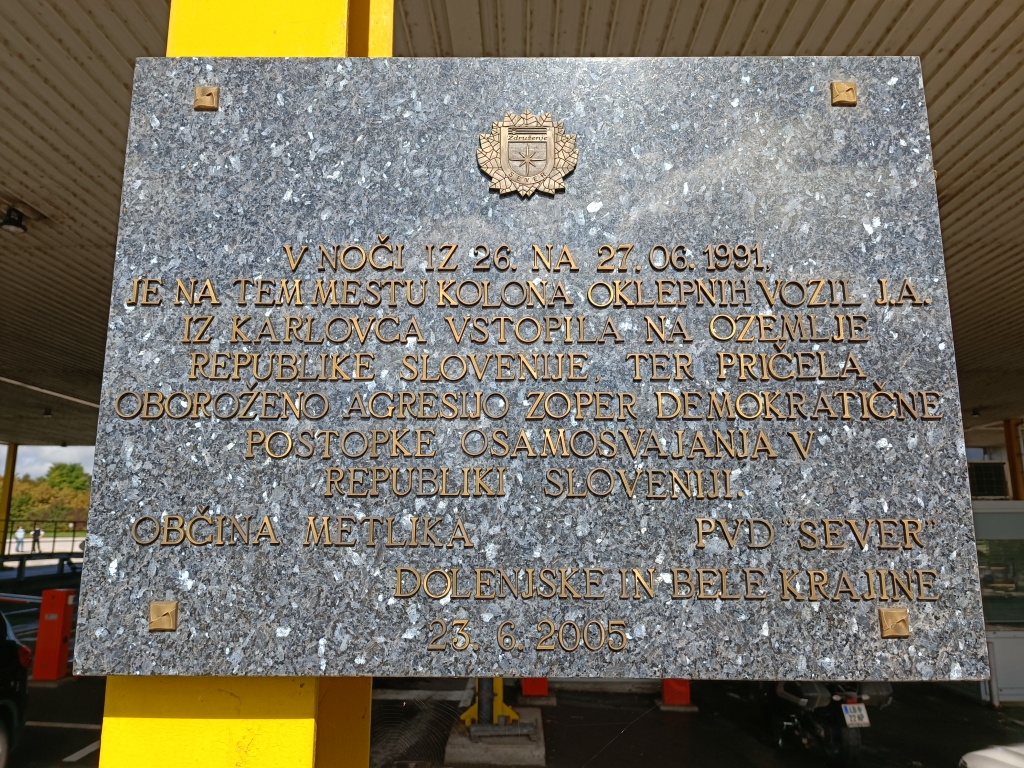 Združenje
SEVER
V NOČI IZ 26. NA 27. 06. 1991.
JE NA TEM MESTU KOLONA OKLEPNIH VOZIL J.A.
IZ KARLOVCA VSTOPILA NA OZEMLJE
REPUBLIKE SLOVENIJE, TER PRIČELA
OBOROŽENO AGRESIJO ZOPER DEMOKRATIČNE
POSTOPKE OSAMOSVAJANJA V
REPUBLIKI SLOVENIJI.
OBČINA METLIKA PVD "SEVER"
DOLENJSKE IN BELE KRAJINE
23. 6. 2005